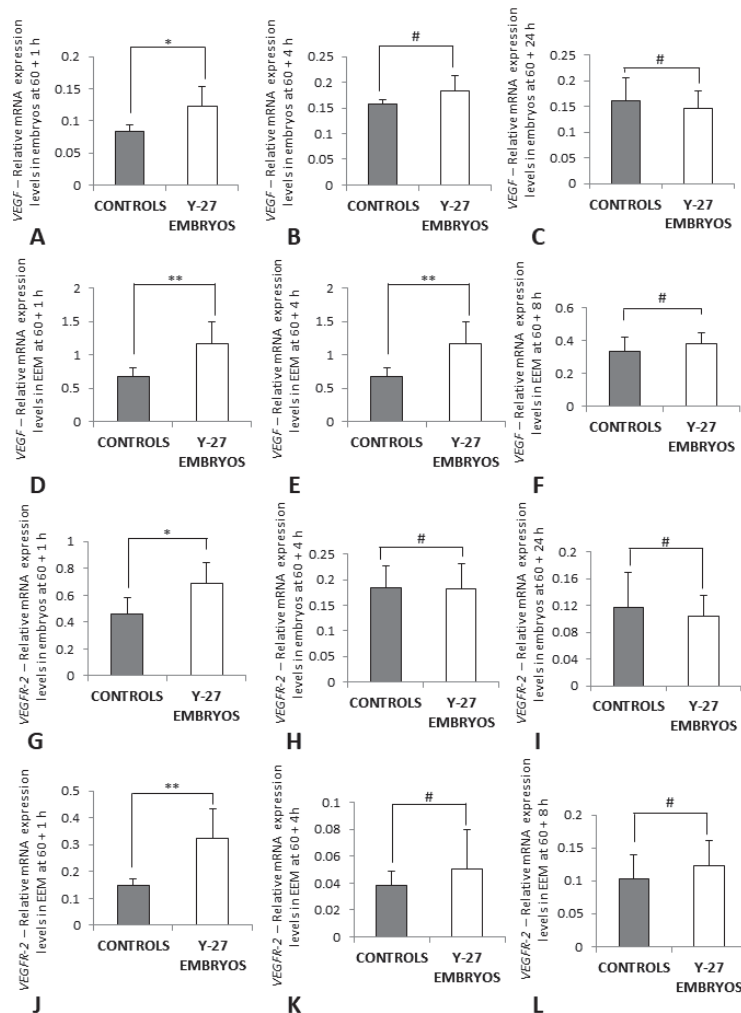 VEGF – Relative mRNA expression
levels in embryos at 60 + 1 h
0.2
0.15
0.1
0.05
0
*
CONTROLS Y-27
EMBRYOS
A
VEGF – Relative mRNA expression
levels in embryos at 60 + 4 h
0.25
0.2
0.15
0.1
0.05
0
#
CONTROLS Y-27
EMBRYOS
B
VEGF – Relative mRNA expression
levels in embryos at 60 + 24 h
0.25
0.2
0.15
0.1
0.05
0
#
CONTROLS Y-27
EMBRYOS
C
VEGF – Relative mRNA expression
levels in EEM at 60 + 1 h
2
1.5
1
0.5
0
**
CONTROLS Y-27
EMBRYOS
D
VEGF – Relative mRNA expression
levels in EEM at 60 + 4 h
2
1.5
1
0.5
0
**
CONTROLS Y-27
EMBRYOS
E
VEGF – Relative mRNA expression
levels in EEM at 60 + 8 h
0.6
0.4
0.2
0
#
CONTROLS Y-27
EMBRYOS
F
VEGFR-2 – Relative mRNA expression
levels in embryos at 60 + 1 h
1
0.8
0.6
0.4
0.2
0
*
CONTROLS Y-27
EMBRYOS
G
VEGFR-2 – Relative mRNA expression
levels in embryos at 60 + 4 h
0.25
0.2
0.15
0.1
0.05
0
#
CONTROLS Y-27
EMBRYOS
H
VEGFR-2 – Relative mRNA expression
levels in embryos at 60 + 24 h
0.2
0.16
0.12
0.08
0.04
0
#
CONTROLS Y-27
EMBRYOS
I
VEGFR-2 – Relative mRNA expression
levels in EEM at 60 + 1 h
0.5
0.4
0.3
0.2
0.1
0
**
CONTROLS Y-27
EMBRYOS
J
VEGFR-2 – Relative mRNA expression
levels in EEM at 60 + 4h
0.1
0.08
0.06
0.04
0.02
0
#
CONTROLS Y-27
EMBRYOS
K
VEGFR-2 – Relative mRNA expression
levels in EEM at 60 + 8h
0.2
0.15
0.1
0.05
0
#
CONTROLS Y-27
EMBRYOS
L